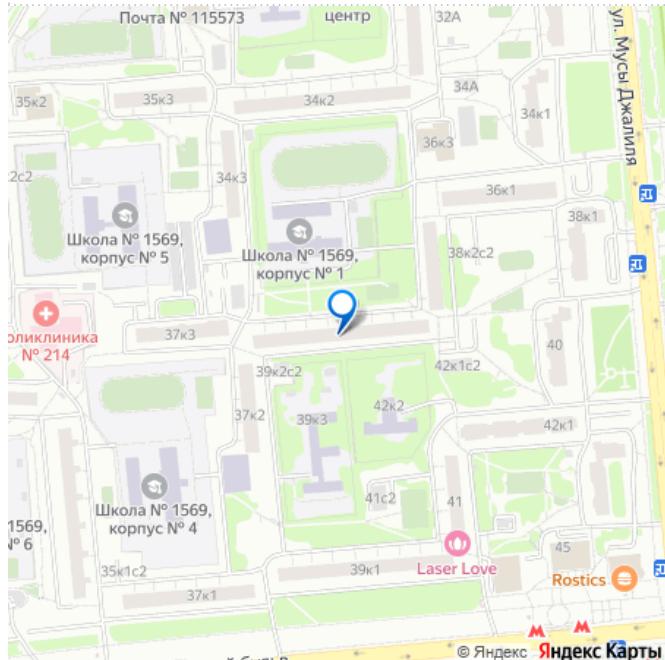 Почта № 115573
центр
32А
ул. Мусы Джалиля
35к2
35к3
34к2
34А
34к1
36к3
34к3
36к1
38к1
Школа № 1569,
корпус № 5
Школа № 1569,
корпус № 1
38к2с2
оликлиника
№ 214
37к3
40
39к2с2
42к1с2
37к2
39к3
42к2
42к1
Школа № 1569,
корпус № 4
41с2
41
1569,
№ 6
35к1с2
39к1
Laser Love
45
Rostics
37к1
© Яндекс Яндекс Карты